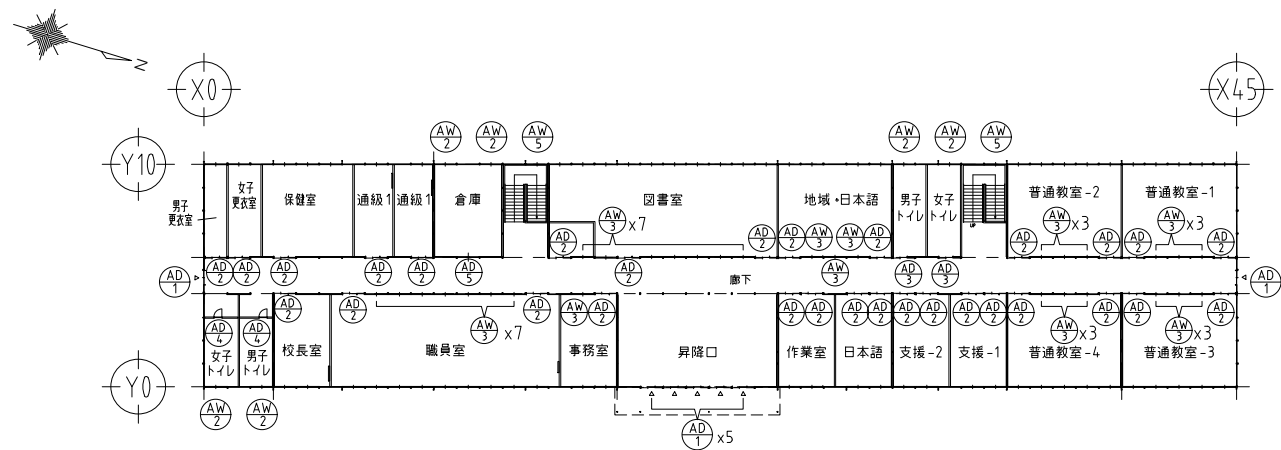 N
X0
X45
AW
2
AW
2
AW
5
AW
2
AW
2
AW
5
Y10
男子
更衣室
女子
更衣室
保健室
通級1
通級1
倉庫
図書室
地域・日本語
男子
トイレ
女子
トイレ
UP
普通教室-2
普通教室-1
AW
3
x7
AW
3
x3
AW
3
x3
AD
2
AD
2
AD
2
AW
3
AW
3
AD
2
AD
2
AD
2
AD
2
AD
2
AD
1
AD
2
AD
2
AD
2
AD
2
AD
2
AD
5
AD
2
廊下
AW
3
AD
3
AD
3
AD
1
AD
2
AD
2
AW
3
x7
AD
2
AW
3
AD
2
AD
2
AD
2
AD
2
AD
2
AD
2
AD
2
AD
2
AD
2
AD
2
AW
3
x3
AD
2
AD
2
AW
3
x3
AD
2
AD
4
AD
4
女子
トイレ
男子
トイレ
校長室
職員室
事務室
昇降口
作業室
日本語
支援-2
支援-1
普通教室-4
普通教室-3
Y0
AW
2
AW
2
AD
1
x5